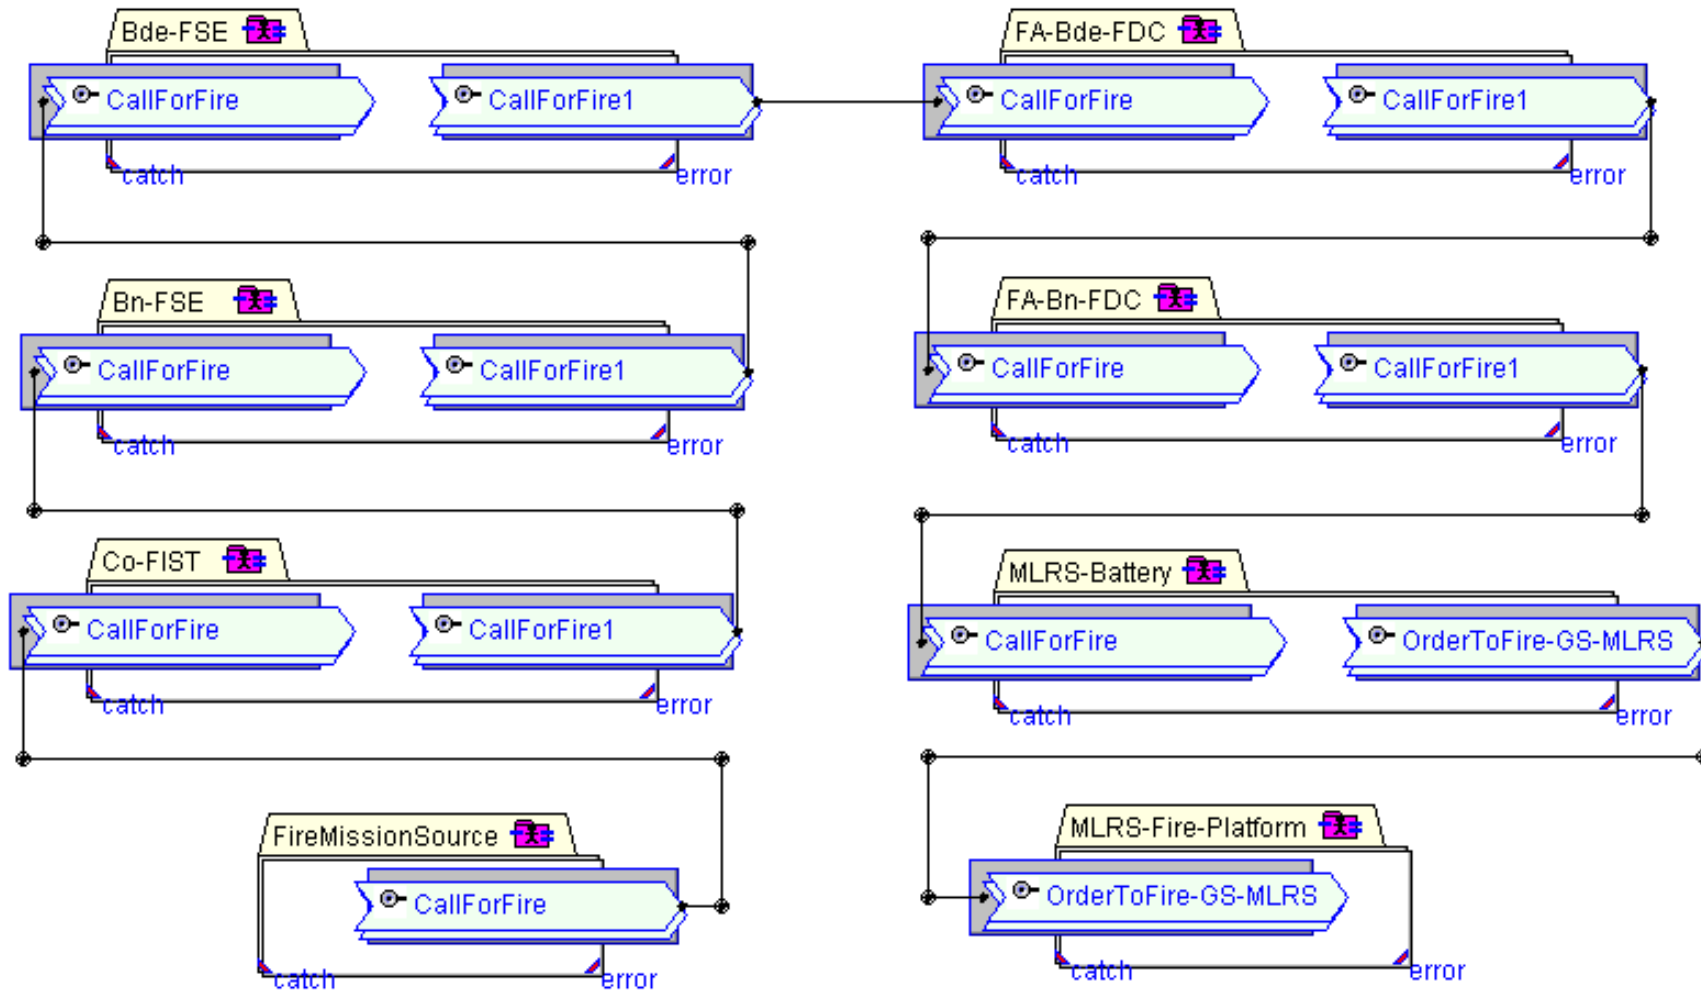 Bde-FSE
CallForFire
CallForFire1
catch
error
FA-Bde-FDC
CallForFire
CallForFire1
catch
error
Bn-FSE
CallForFire
CallForFire1
catch
error
FA-Bn-FDC
CallForFire
CallForFire1
catch
error
Co-FIST
CallForFire
CallForFire1
catch
error
MLRS-Battery
CallForFire
OrderToFire-GS-MLRS
catch
error
FireMissionSource
CallForFire
catch
error
MLRS-Fire-Platform
OrderToFire-GS-MLRS
catch
error